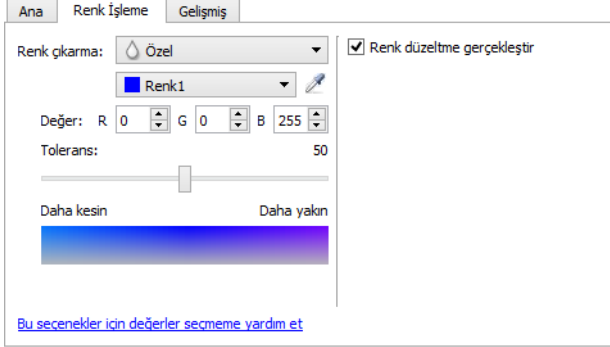 Ana Renk İşleme Gelişmiş
Renk çıkarma: Özel
Renk düzeltme gerçekleştir
Renk1
Değer: R 0 G 0 B 255
Tolerans: 50
Daha kesin Daha yakın
Bu seçenekler için değerler seçmeme yardım et